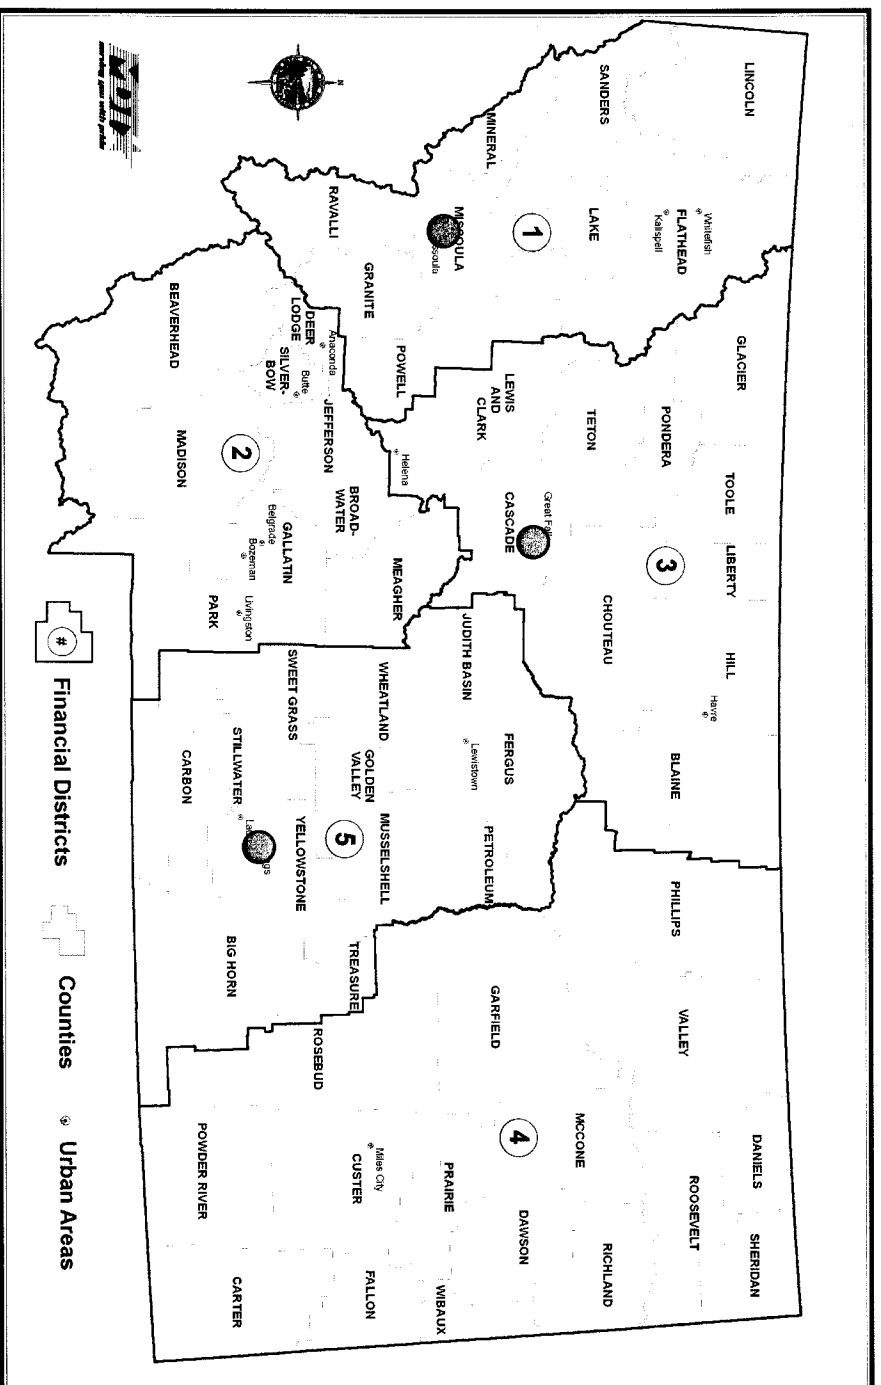 LINCOLN
SANDERS
MINERAL
Whitefish
FLATHEAD
Kalispell
LAKE
1
MISSOULA
RAVALLI
GRANITE
POWELL
DEER
LODGE
Anaconda
SILVER-
BOW
Butte
BEAVERHEAD
MADISON
2
JEFFERSON
BROAD-
WATER
Helena
GALLATIN
Belgrade
Bozeman
Livingston
PARK
MEAGHER
GLACIER
PONDERA
TETON
LEWIS
AND
CLARK
TOOLE
LIBERTY
HILL
Havre
3
CHOUTEAU
BLAINE
CASCADE
JUDITH BASIN
FERGUS
Lewistown
PETROLEUM
WHEATLAND
GOLDEN
VALLEY
MUSSELSHELL
SWEET GRASS
STILLWATER
5
YELLOWSTONE
CARBON
BIG HORN
TREASURE
PHILLIPS
VALLEY
DANIELS
SHERIDAN
ROOSEVELT
GARFIELD
4
MCCONE
RICHLAND
DAWSON
PRAIRIE
WIBAUX
ROSEBUD
Miles City
CUSTER
FALLON
POWDER RIVER
CARTER
N
serving you with pride
# Financial Districts
Counties
Urban Areas